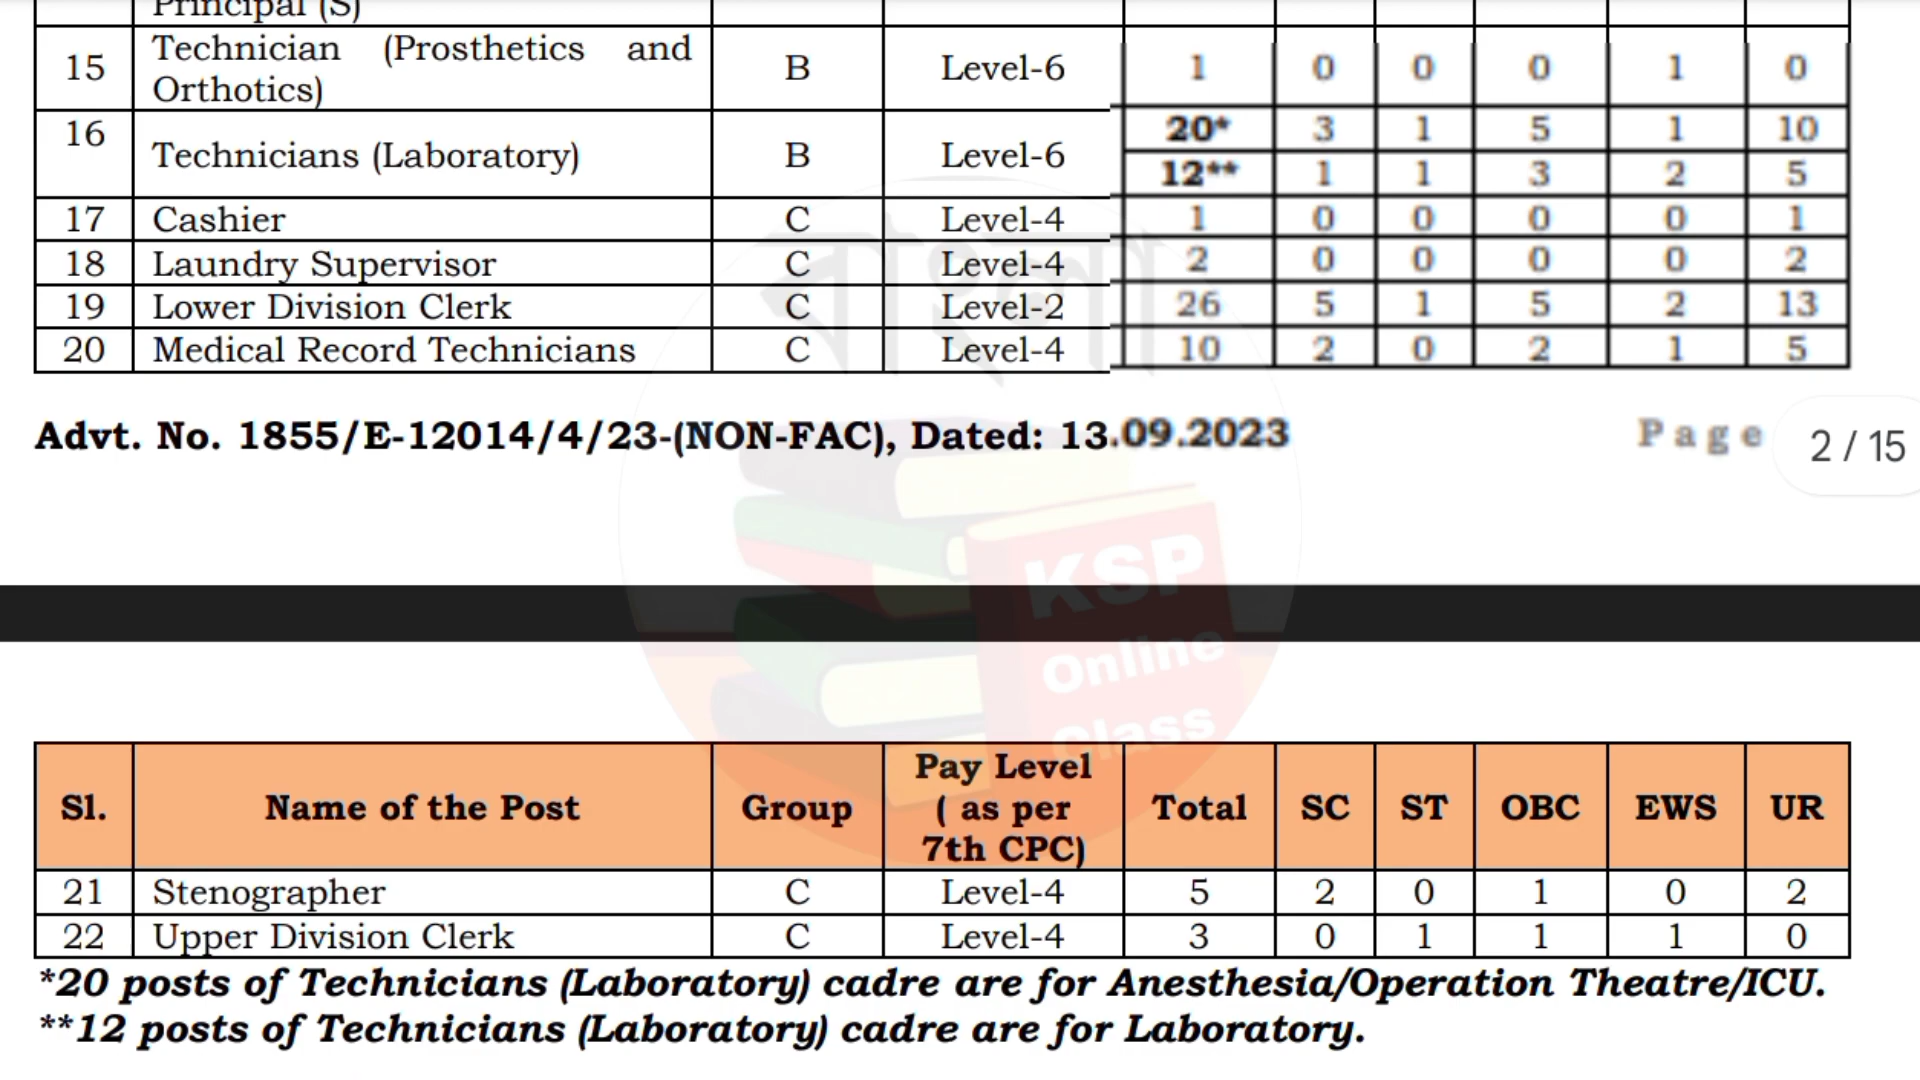 Principal (S)
15 Technician (Prosthetics and Orthotics) B Level-6 1 0 0 0 1 0
16 Technicians (Laboratory) B Level-6 20* 3 1 5 1 10
12** 1 1 3 2 5
17 Cashier C Level-4 1 0 0 0 0 1
18 Laundry Supervisor C Level-4 2 0 0 0 0 2
19 Lower Division Clerk C Level-2 26 5 1 5 2 13
20 Medical Record Technicians C Level-4 10 2 0 2 1 5
বাংলা
Advt. No. 1855/E-12014/4/23-(NON-FAC), Dated: 13.09.2023 Page 2 / 15
KSP
Online
Class
Sl. Name of the Post Group Pay Level ( as per 7th CPC) Total SC ST OBC EWS UR
21 Stenographer C Level-4 5 2 0 1 0 2
22 Upper Division Clerk C Level-4 3 0 1 1 1 0
*20 posts of Technicians (Laboratory) cadre are for Anesthesia/Operation Theatre/ICU.
**12 posts of Technicians (Laboratory) cadre are for Laboratory.